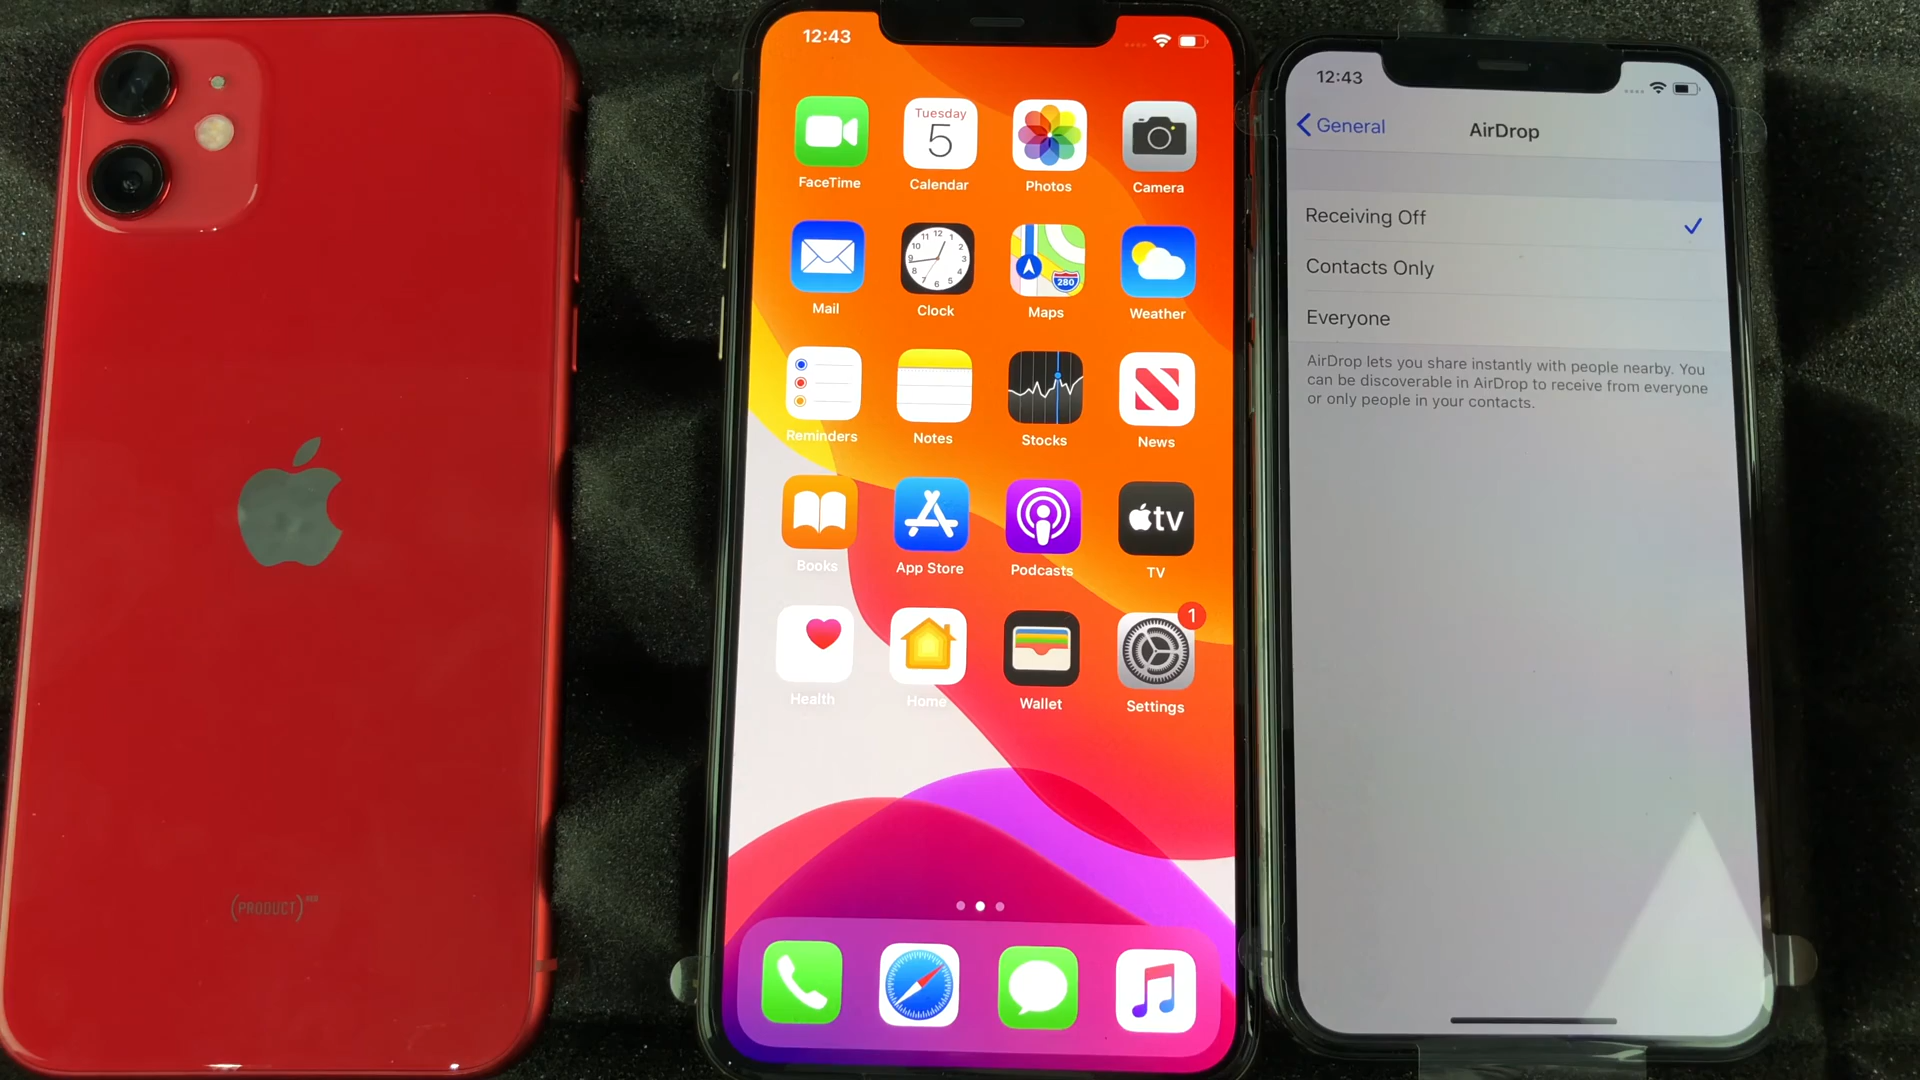 (PRODUCT)RED
12:43
Tuesday
5
FaceTime
Calendar
Photos
Camera
280
Mail
Clock
Maps
Weather
Reminders
Notes
Stocks
News
tv
Books
App Store
Podcasts
TV
1
Health
Home
Wallet
Settings
12:43
General
AirDrop
Receiving Off
Contacts Only
Everyone
AirDrop lets you share instantly with people nearby. You
can be discoverable in AirDrop to receive from everyone
or only people in your contacts.